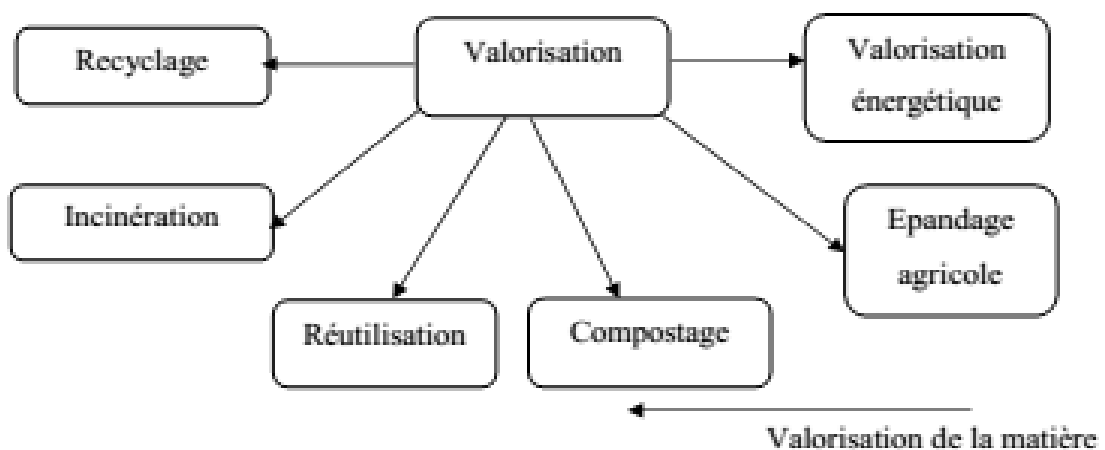 Recyclage
Valorisation
Valorisation
énergétique
Incinération
Epandage
agricole
Réutilisation
Compostage
Valorisation de la matière